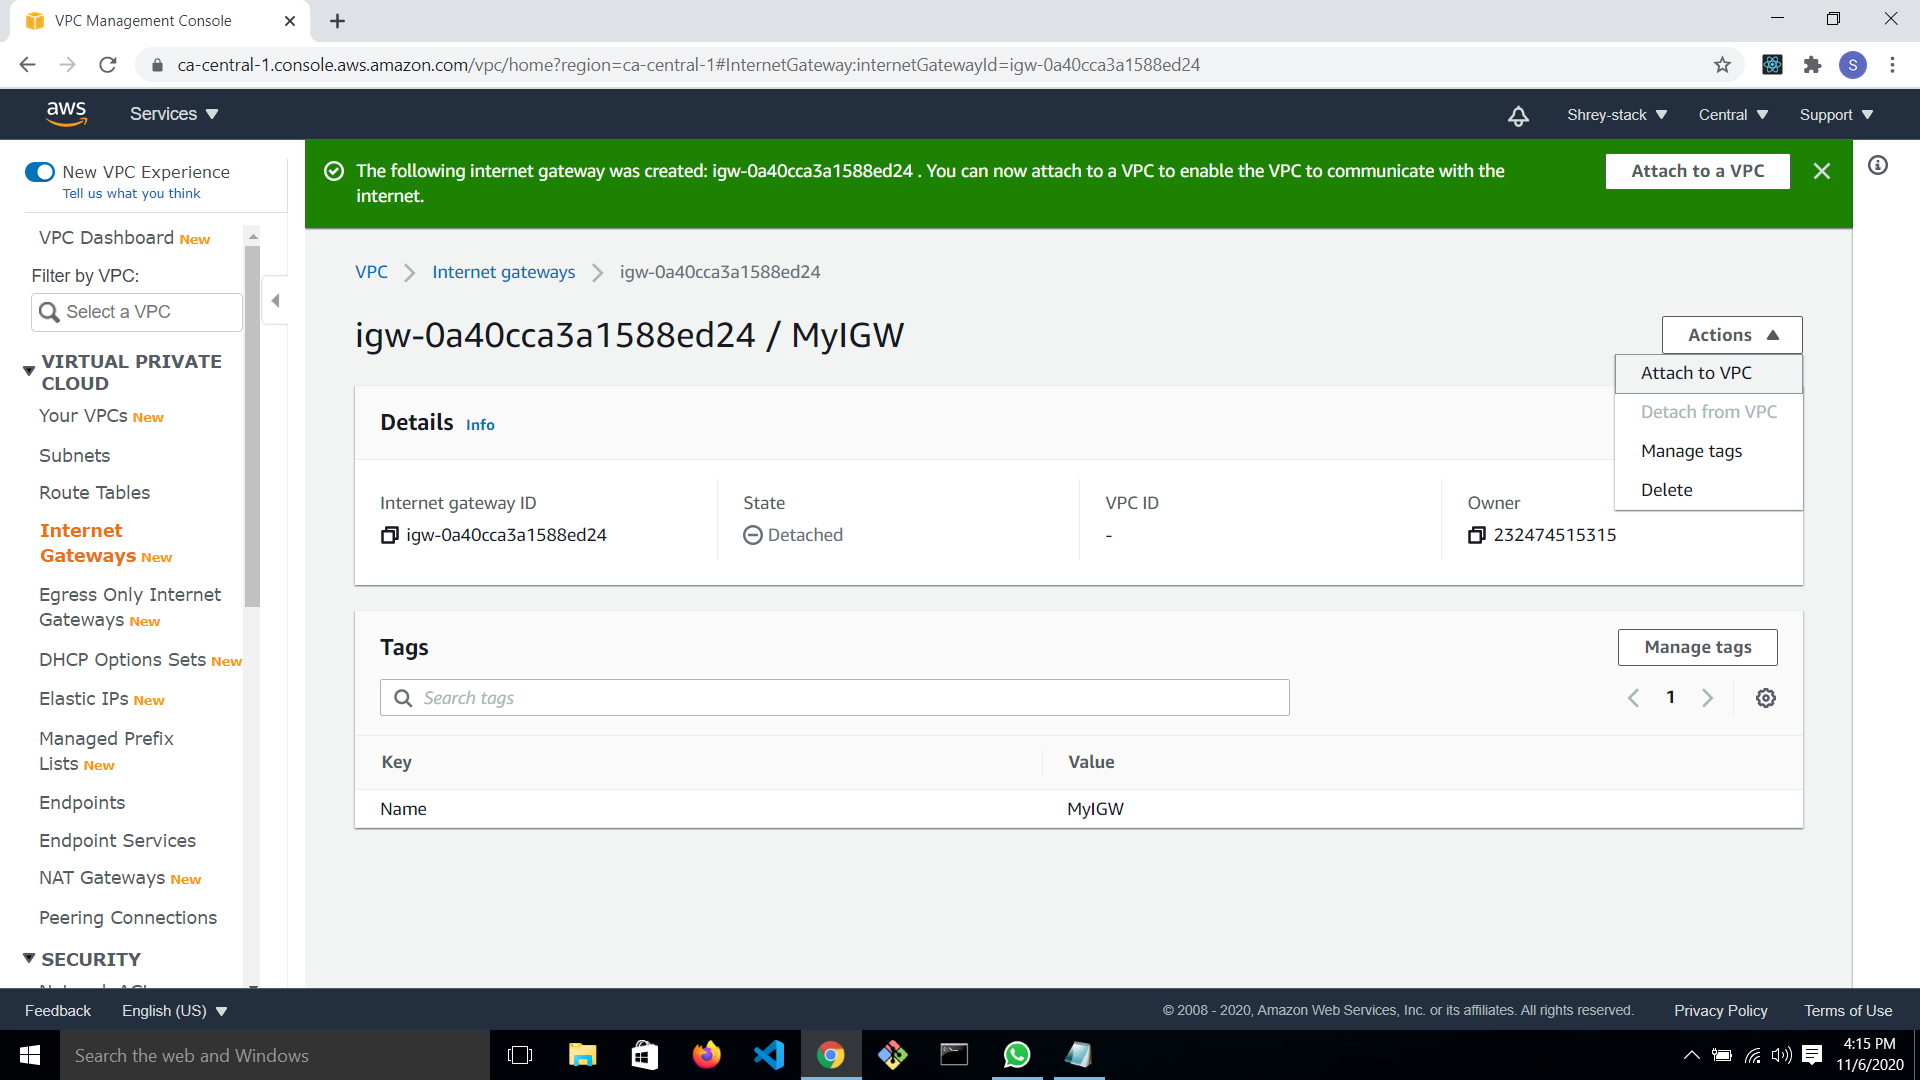 VPC Management Console
ca-central-1.console.aws.amazon.com/vpc/home?region=ca-central-1#InternetGateway:internetGatewayId=igw-0a40cca3a1588ed24
S
aws
Services
Shrey-stack
Central
Support
New VPC Experience
Tell us what you think
The following internet gateway was created: igw-0a40cca3a1588ed24 . You can now attach to a VPC to enable the VPC to communicate with the
internet.
Attach to a VPC
VPC Dashboard New
Filter by VPC:
Select a VPC
VIRTUAL PRIVATE
CLOUD
Your VPCs New
Subnets
Route Tables
Internet
Gateways New
Egress Only Internet
Gateways New
DHCP Options Sets New
Elastic IPs New
Managed Prefix
Lists New
Endpoints
Endpoint Services
NAT Gateways New
Peering Connections
SECURITY
VPC
Internet gateways
igw-0a40cca3a1588ed24
igw-0a40cca3a1588ed24 / MyIGW
Actions
Attach to VPC
Detach from VPC
Manage tags
Delete
Details Info
Internet gateway ID
igw-0a40cca3a1588ed24
State
Detached
VPC ID
-
Owner
232474515315
Tags
Manage tags
Search tags
1
Key
Value
Name
MyIGW
Feedback
English (US)
© 2008 - 2020, Amazon Web Services, Inc. or its affiliates. All rights reserved.
Privacy Policy
Terms of Use
Search the web and Windows
4:15 PM
11/6/2020